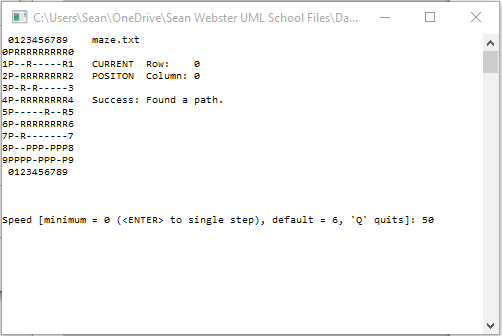 C:\Users\Sean\OneDrive\Sean Webster UML School Files\Da...
0123456789 maze.txt
0PRRRRRRRRR0
1P--R-----R1 CURRENT Row: 0
2P-RRRRRRRR2 POSITON Column: 0
3P-R-R-----3
4P-RRRRRRRR4 Success: Found a path.
5P-----R--R5
6P-RRRRRRRR6
7P-R-------7
8P--PPP-PPP8
9PPPP-PPP-P9
0123456789
Speed [minimum = 0 (<ENTER> to single step), default = 6, 'Q' quits]: 50